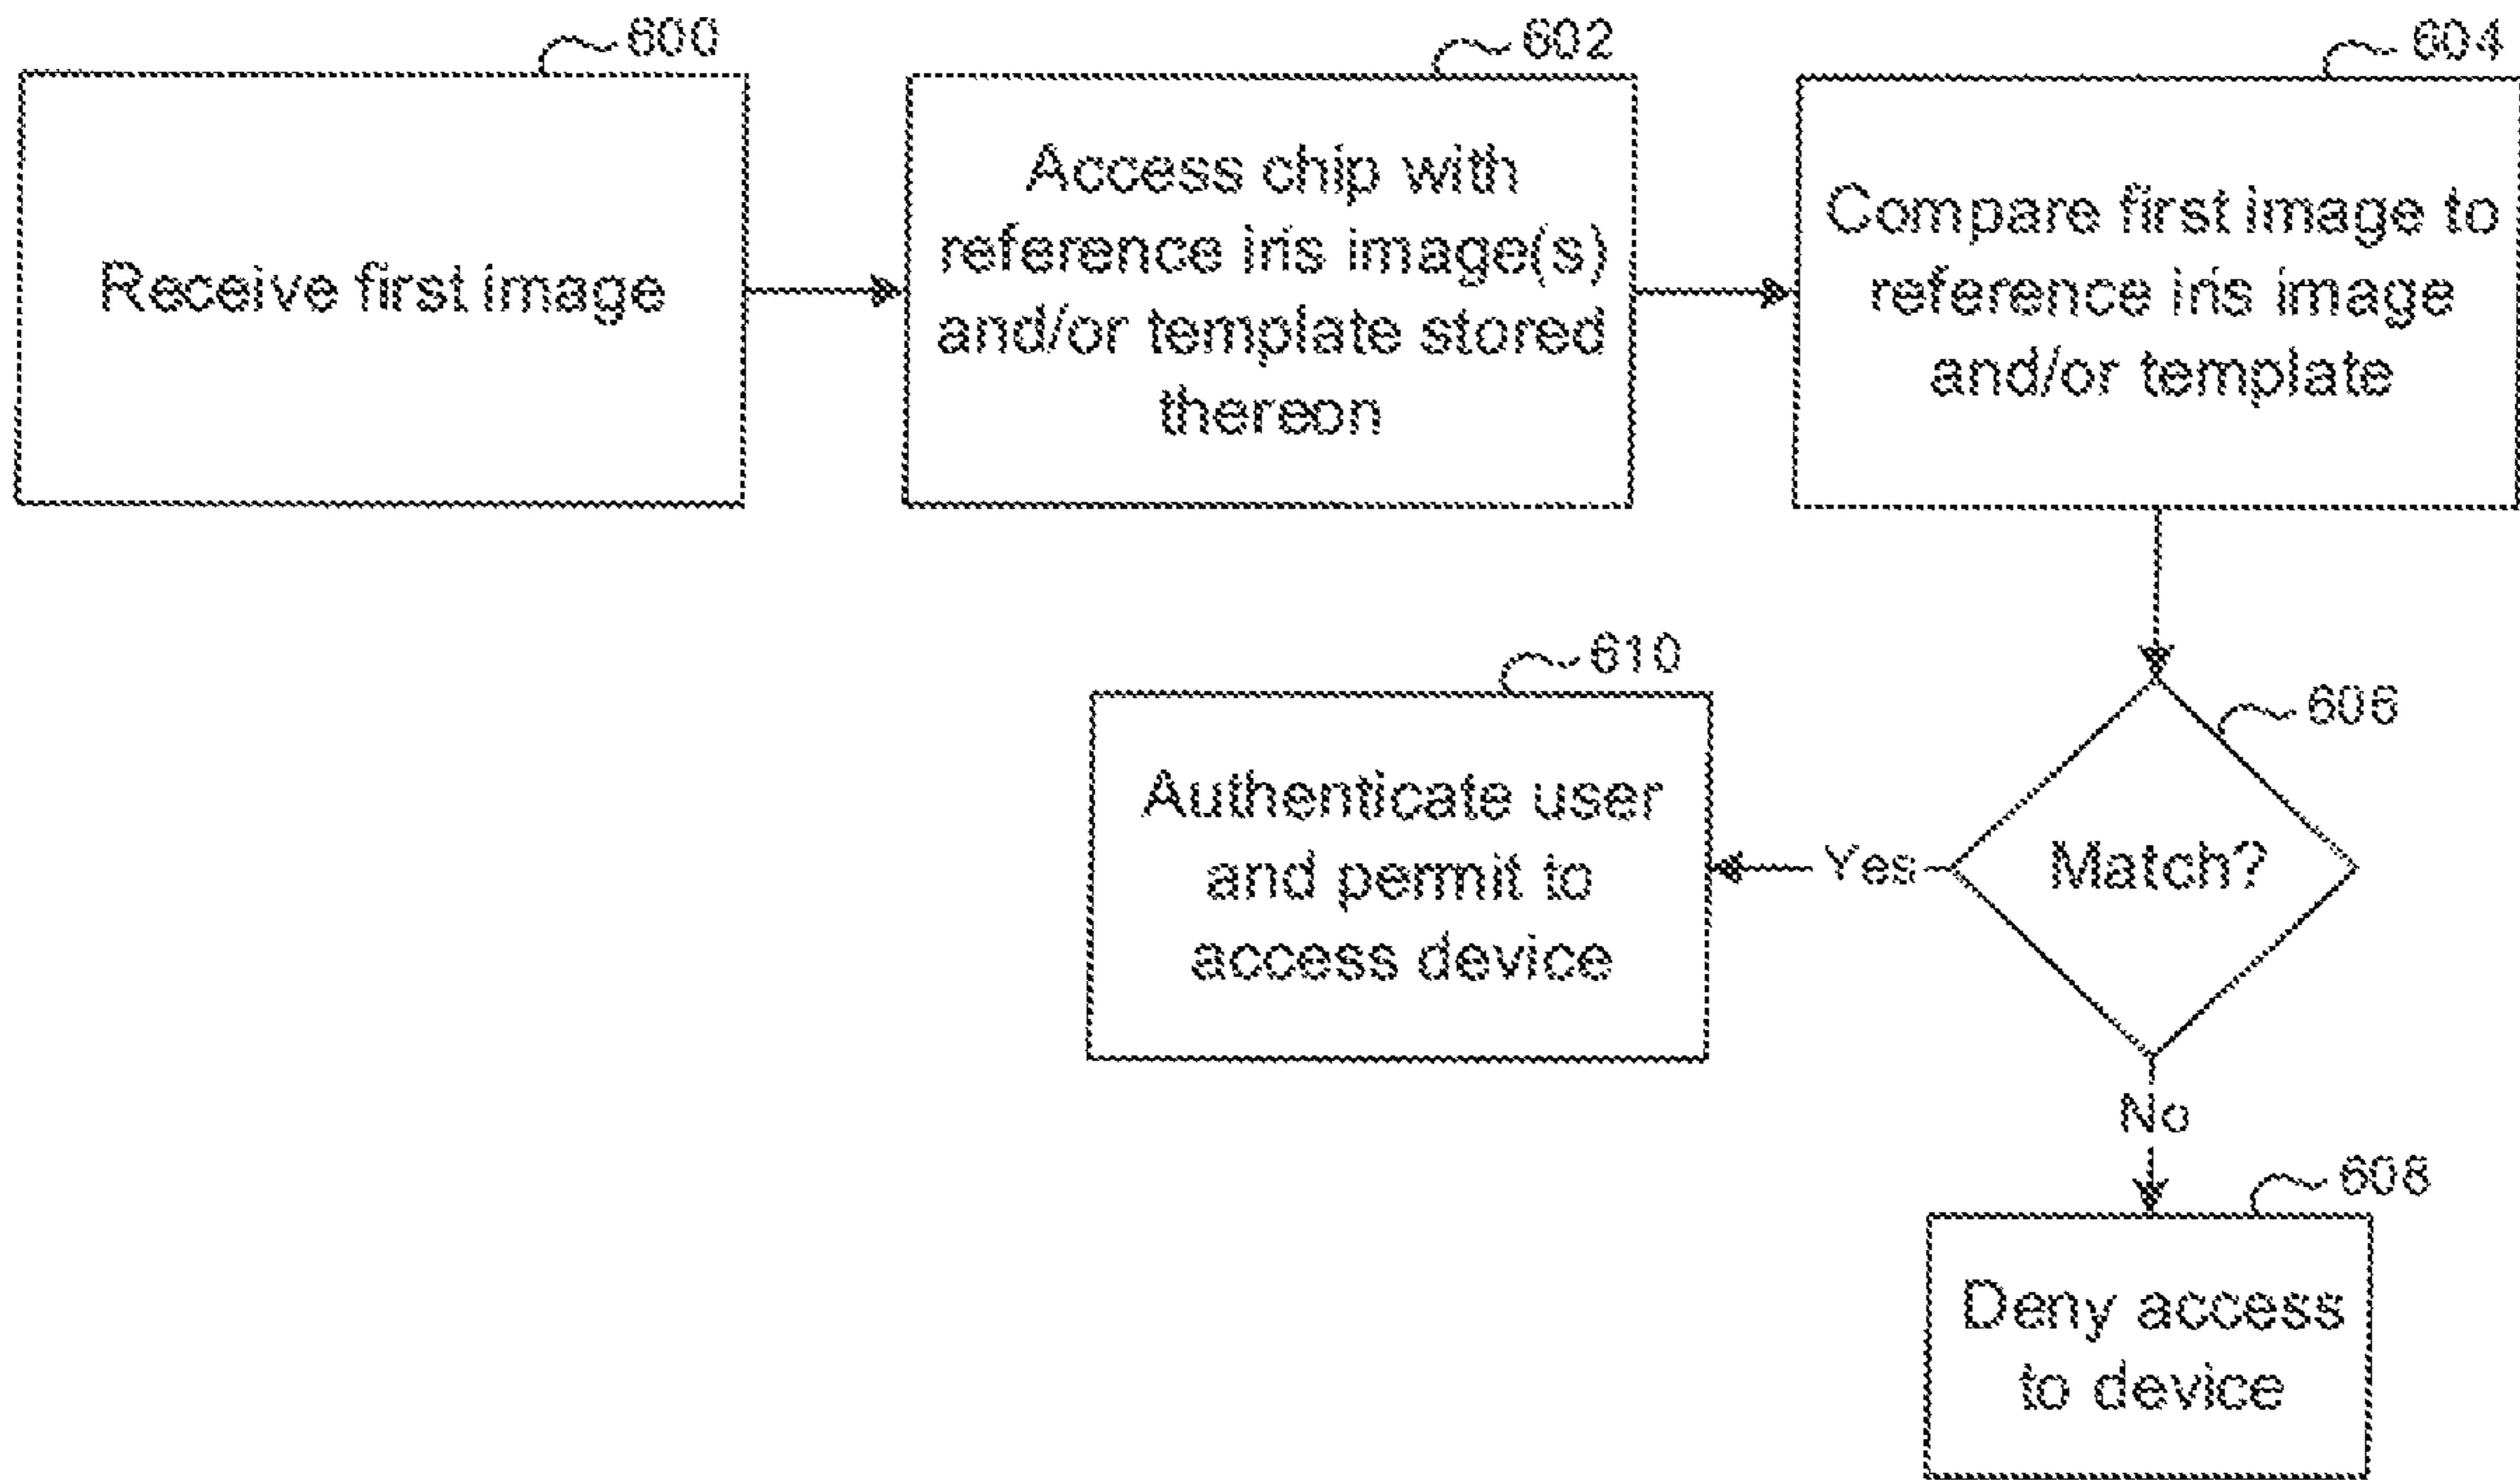 600
Receive first image
602
Access chip with
reference iris image(s)
and/or template stored
thereon
604
Compare first image to
reference iris image
and/or template
606
Match?
Yes
610
Authenticate user
and permit to
access device
No
608
Deny access
to device